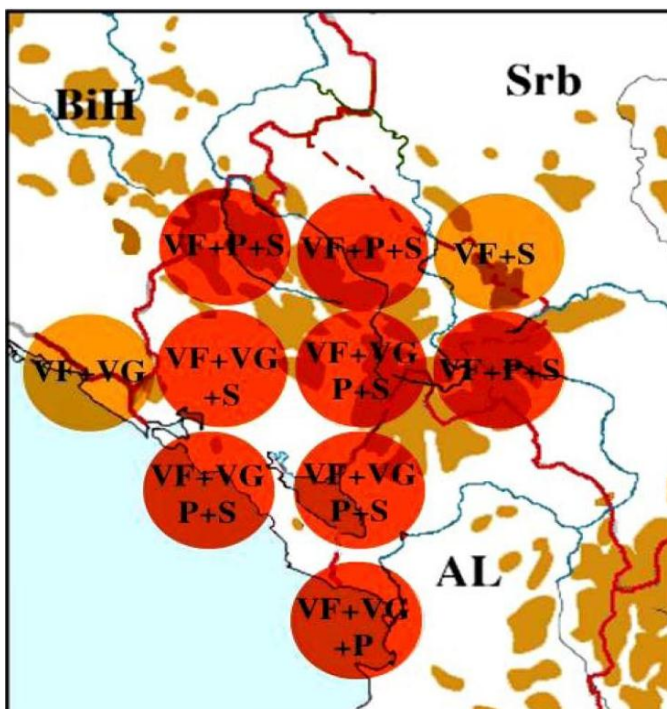 Srb
BiH
VF+P+S
VF+P+S
VF+S
VF+VG
VF+VG
+S
VF+VG
P+S
VF+P+S
VF+VG
P+S
VF+VG
P+S
AL
VF+VG
+P